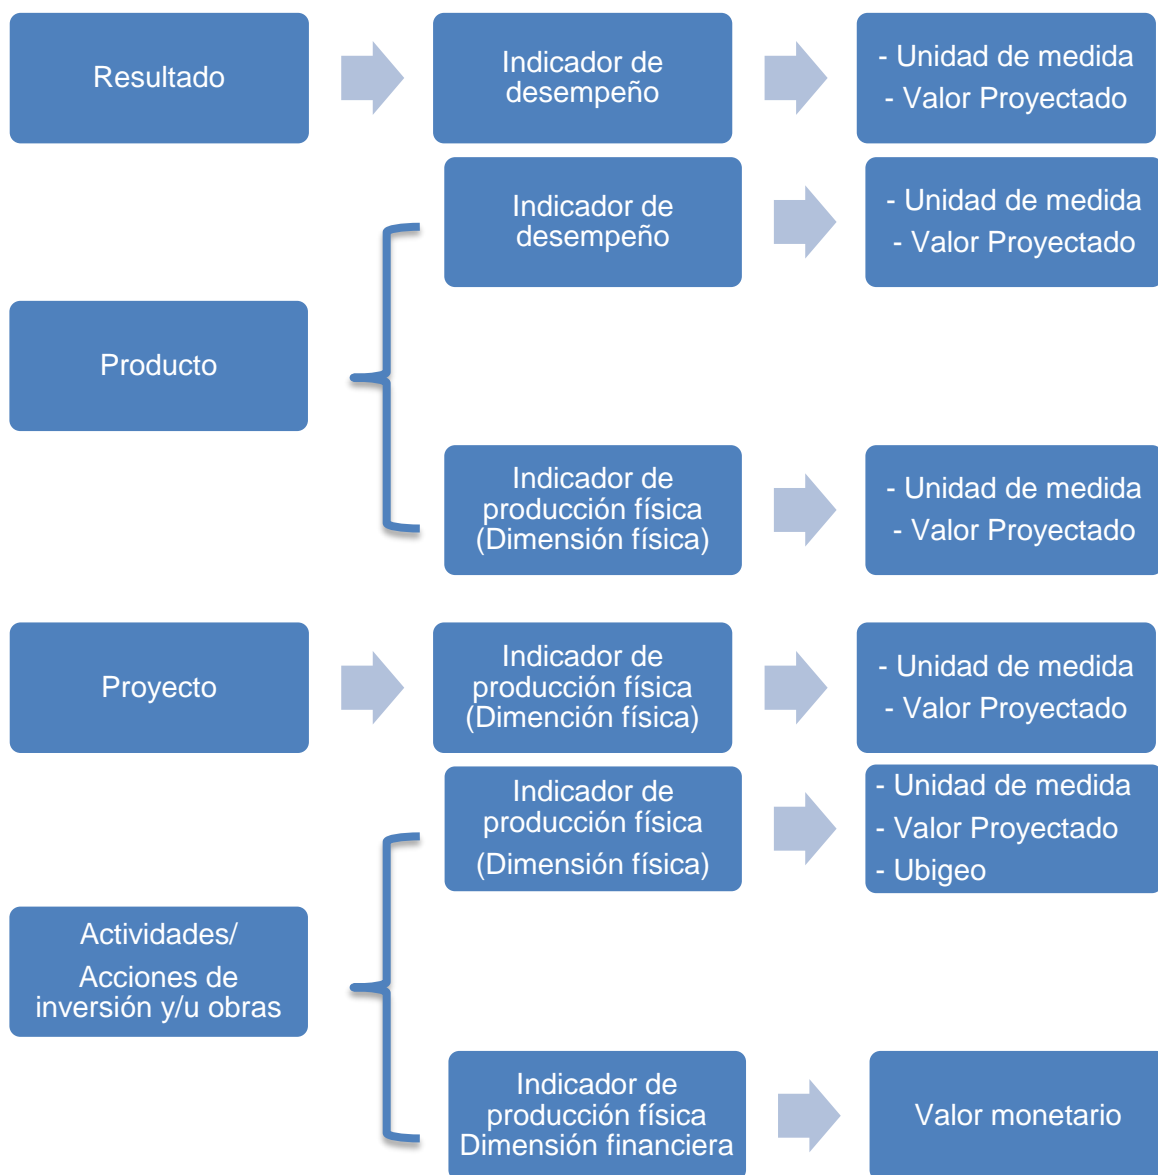 Resultado
Indicador de
desempeño
- Unidad de medida
- Valor Proyectado
Producto
Indicador de
desempeño
- Unidad de medida
- Valor Proyectado
Indicador de
producción física
(Dimensión física)
- Unidad de medida
- Valor Proyectado
Proyecto
Indicador de
producción física
(Dimención física)
- Unidad de medida
- Valor Proyectado
Actividades/
Acciones de
inversión y/u obras
Indicador de
producción física
(Dimensión física)
- Unidad de medida
- Valor Proyectado
- Ubigeo
Indicador de
producción física
Dimensión financiera
Valor monetario